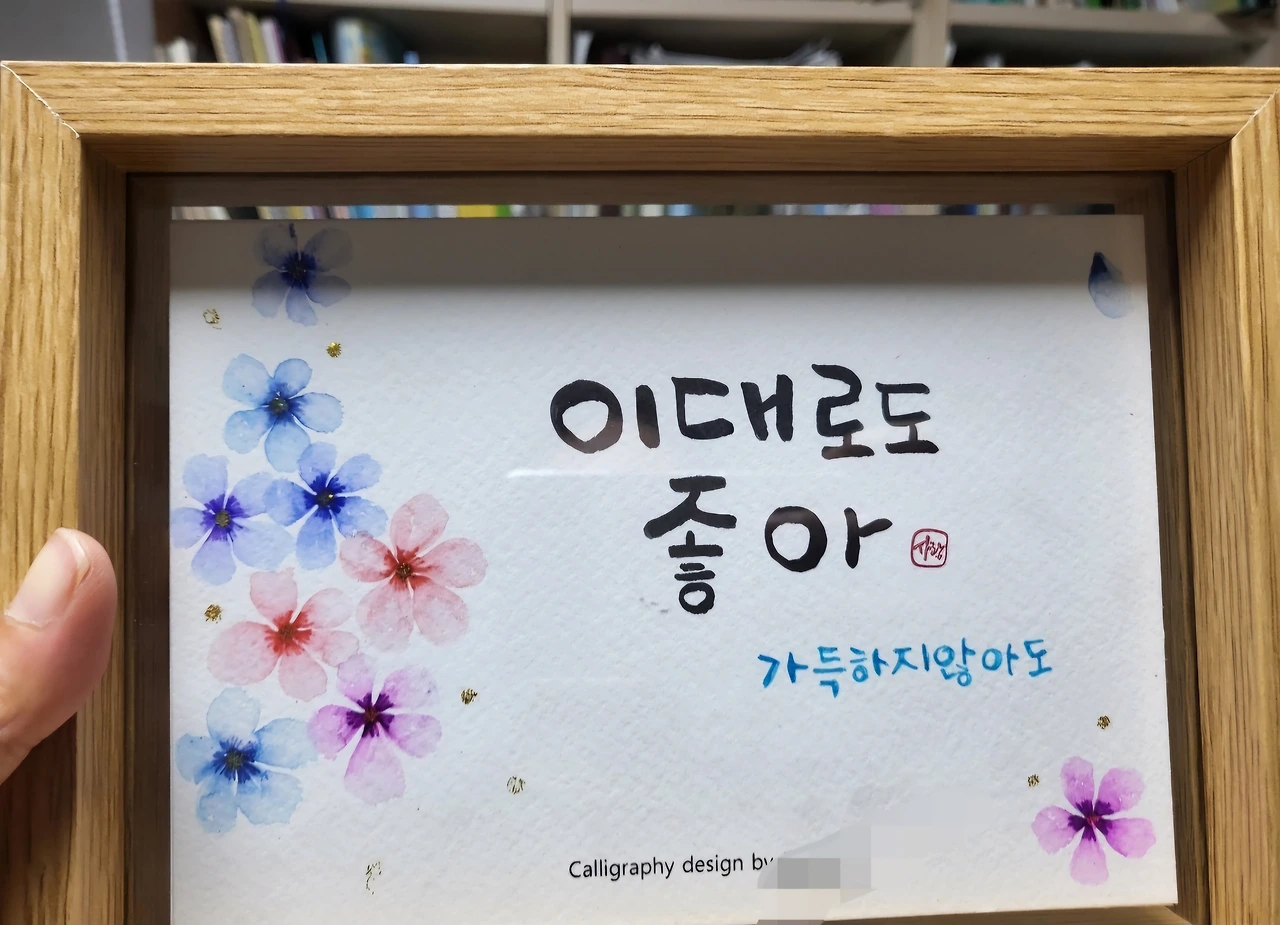 이대로도
좋아
가득하지않아도
Calligraphy design by